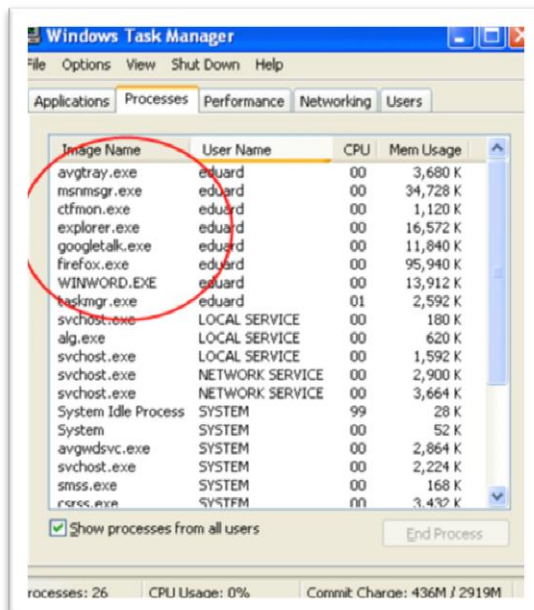 Windows Task Manager
File Options View Shut Down Help
Applications Processes Performance Networking Users
Image Name User Name CPU Mem Usage
avgtray.exe eduard 00 3,680 K
msnmsgr.exe eduard 00 34,728 K
ctfmon.exe eduard 00 1,120 K
explorer.exe eduard 00 16,572 K
googletalk.exe eduard 00 11,840 K
firefox.exe eduard 00 95,940 K
WINWORD.EXE eduard 00 13,912 K
taskmgr.exe eduard 01 2,592 K
svchost.exe LOCAL SERVICE 00 180 K
alg.exe LOCAL SERVICE 00 620 K
svchost.exe LOCAL SERVICE 00 1,592 K
svchost.exe NETWORK SERVICE 00 2,900 K
svchost.exe NETWORK SERVICE 00 3,664 K
System Idle Process SYSTEM 99 28 K
System SYSTEM 00 52 K
avgwdsvc.exe SYSTEM 00 2,864 K
svchost.exe SYSTEM 00 2,224 K
smss.exe SYSTEM 00 168 K
csrss.exe SYSTEM 00 3,432 K
Show processes from all users End Process
rocesses: 26 CPU Usage: 0% Commit Charge: 436M / 2919M